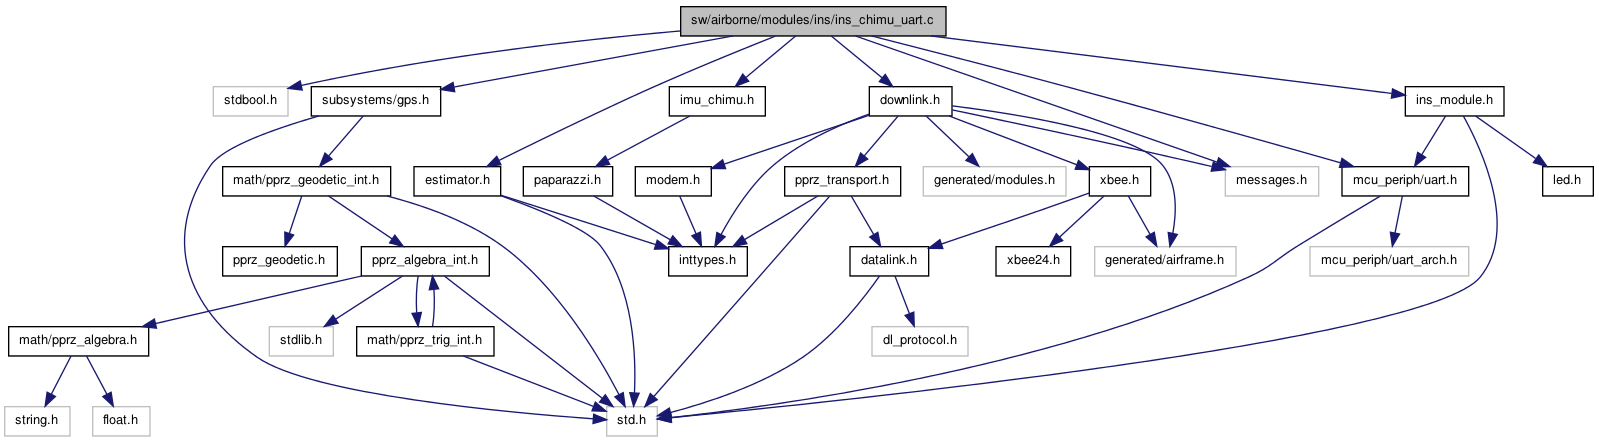 sw/airborne/modules/ins/ins_chimu_uart.c
stdbool.h
subsystems/gps.h
imu_chimu.h
downlink.h
ins_module.h
math/pprz_geodetic_int.h
estimator.h
paparazzi.h
modem.h
pprz_transport.h
generated/modules.h
xbee.h
messages.h
mcu_periph/uart.h
led.h
pprz_geodetic.h
pprz_algebra_int.h
inttypes.h
datalink.h
xbee24.h
generated/airframe.h
mcu_periph/uart_arch.h
math/pprz_algebra.h
stdlib.h
math/pprz_trig_int.h
dl_protocol.h
string.h
float.h
std.h